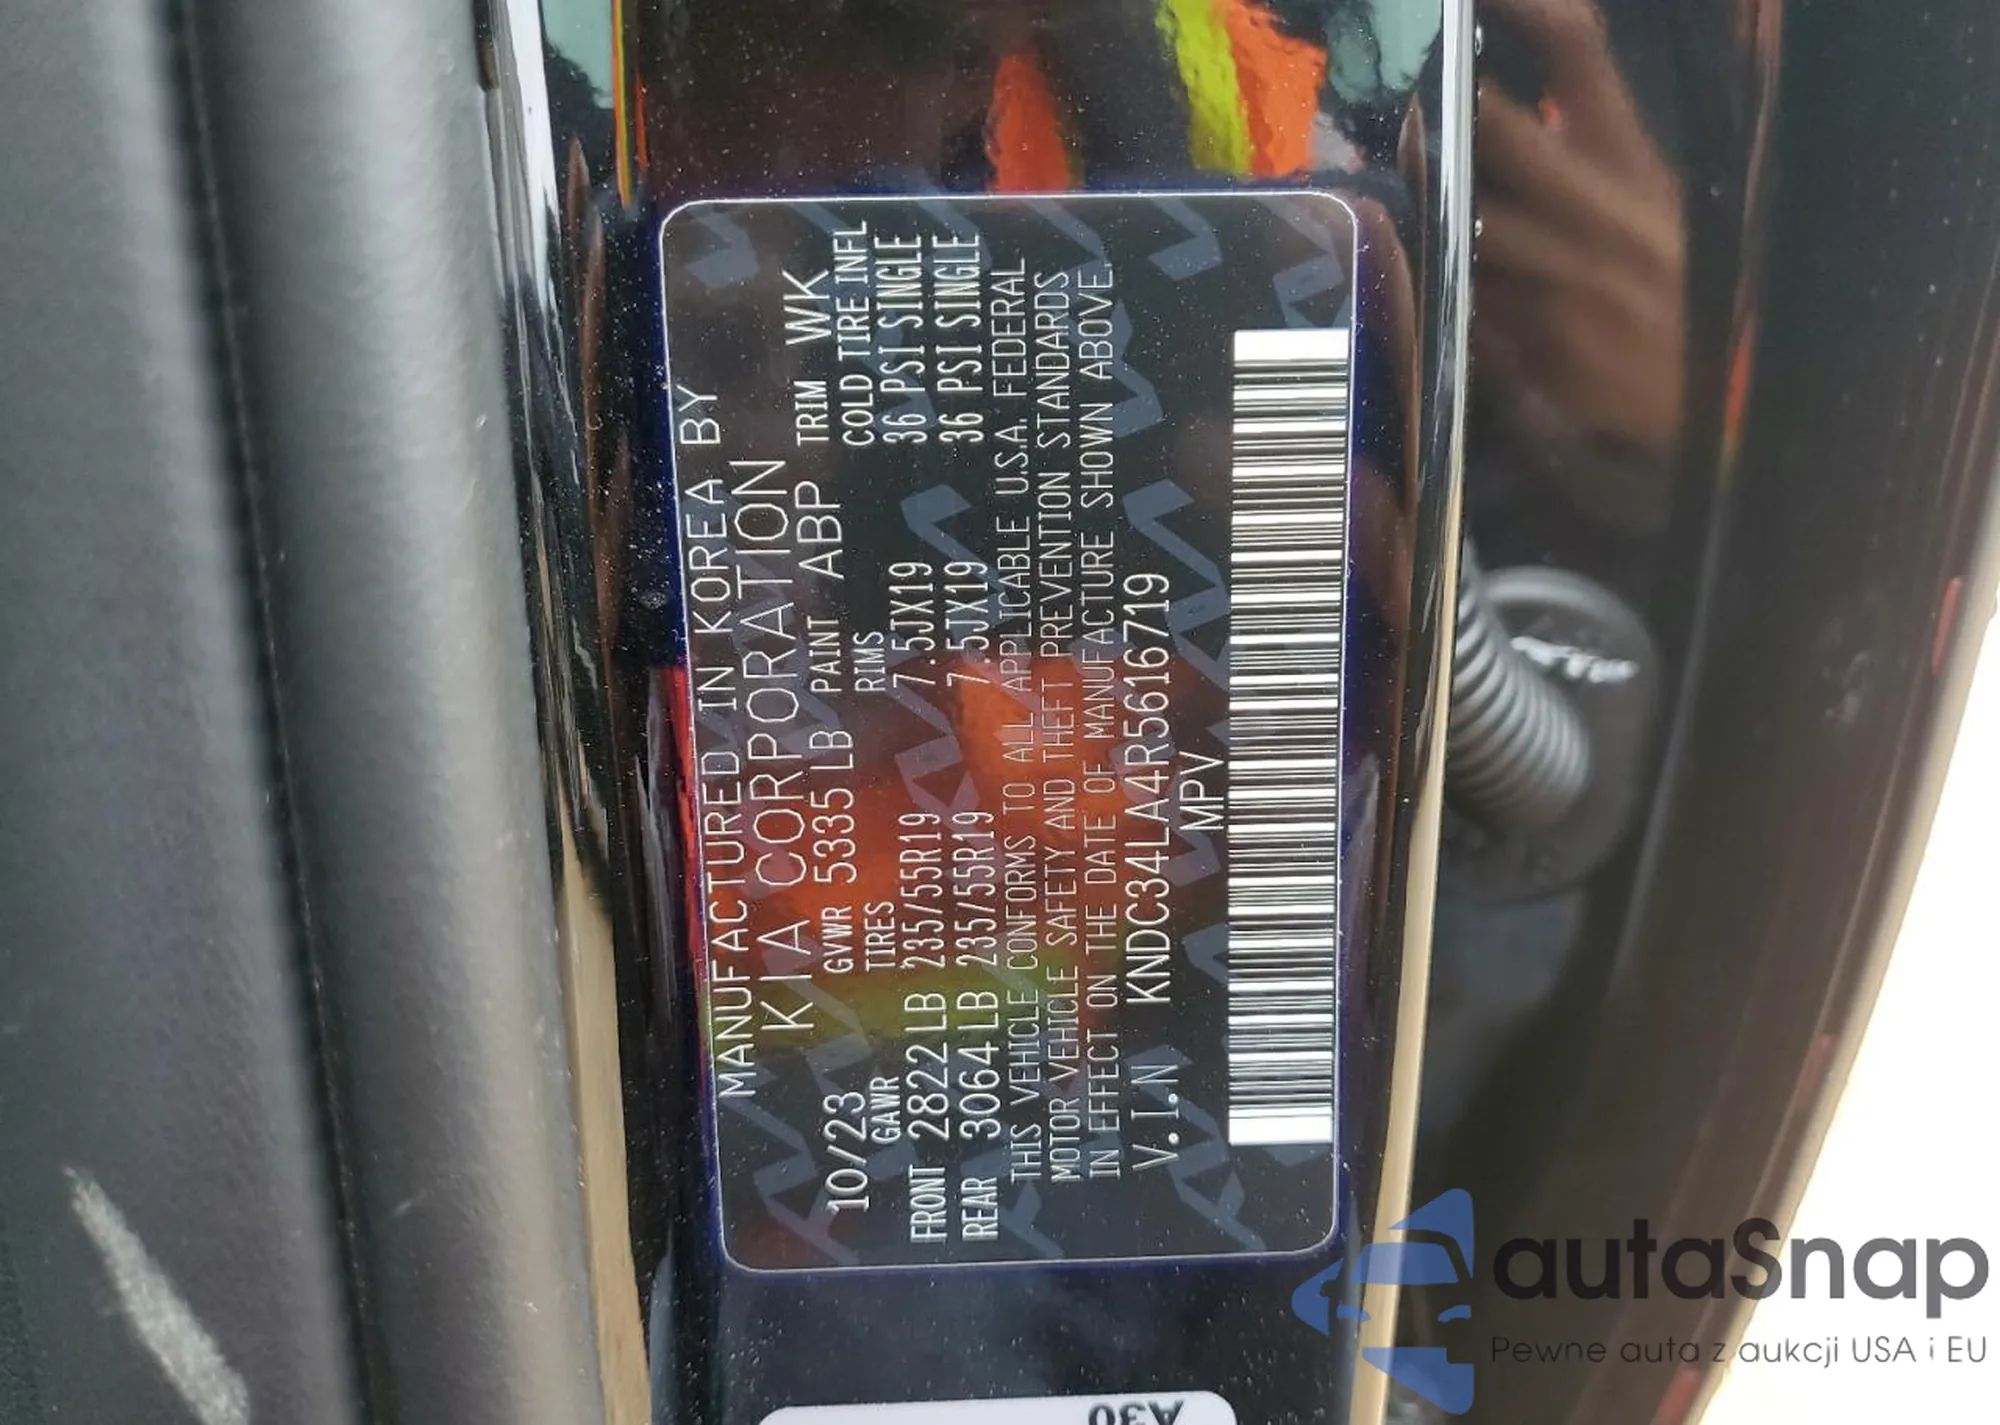 MANUFACTURED IN KOREA BY
KIA CORPORATION
10/23 GVWR 5335 LB PAINT ABP TRIM WK
GAWR TIRES RIMS COLD TIRE INFL
FRONT 2822 LB 235/55R19 7.5JX19 36 PSI SINGLE
REAR 3064 LB 235/55R19 7.5JX19 36 PSI SINGLE
THIS VEHICLE CONFORMS TO ALL APPLICABLE U.S.A. FEDERAL
MOTOR VEHICLE SAFETY AND THEFT PREVENTION STANDARDS
IN EFFECT ON THE DATE OF MANUFACTURE SHOWN ABOVE.
V.I.N KNDC34LA4R5616719
MPV
A30
autaSnap
Pewne auta z aukcji USA i EU